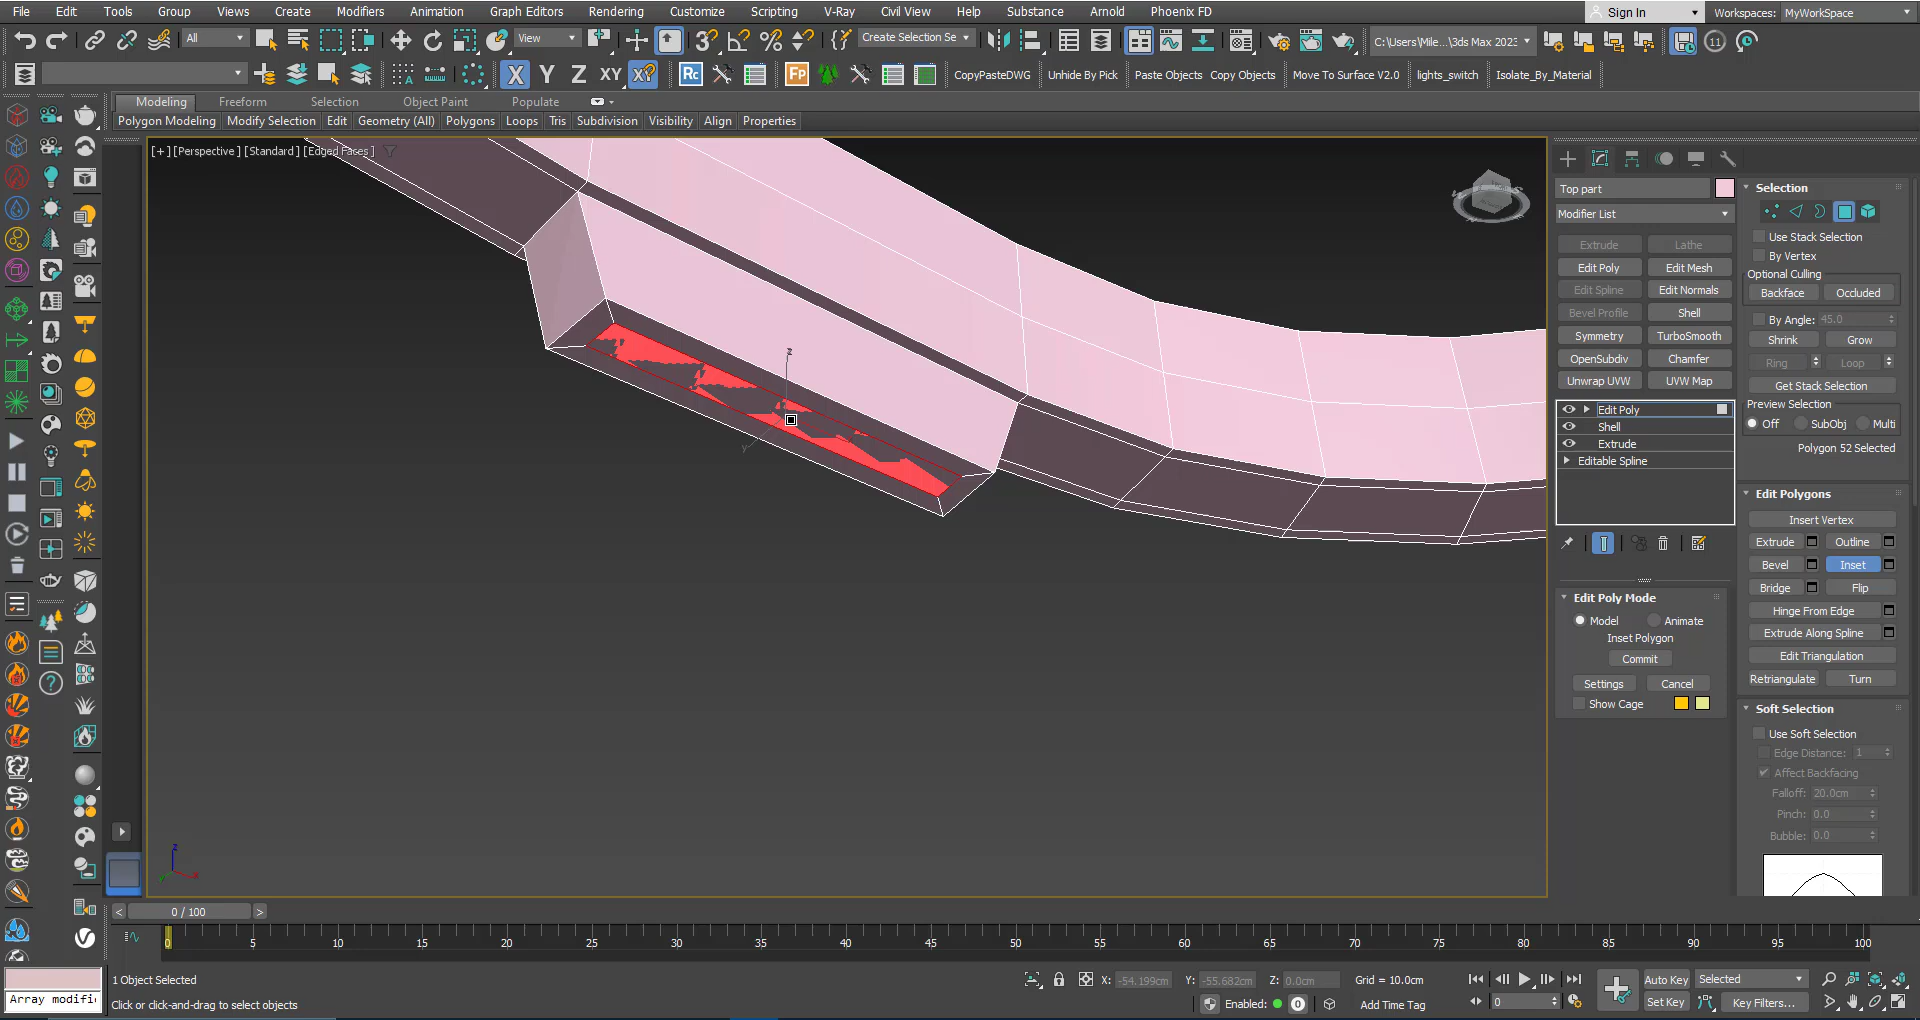 File Edit Tools Group Views Create Modifiers Animation Graph Editors Rendering Customize Scripting V-Ray Civil View Help Substance Arnold Phoenix FD Sign In Workspaces: MyWorkSpace
All View Create Selection Se C:\Users\Mile...\3ds Max 2023 11
X Y Z XY Rc Fp CopyPasteDWG Unhide By Pick Paste Objects Copy Objects Move To Surface V2.0 lights_switch Isolate_By_Material
Modeling Freeform Selection Object Paint Populate
Polygon Modeling Modify Selection Edit Geometry (All) Polygons Loops Tris Subdivision Visibility Align Properties
[+] [Perspective] [Standard] [Edged Faces]
Top part
Modifier List
Extrude Lathe
Edit Poly Edit Mesh
Edit Spline Edit Normals
Bevel Profile Shell
Symmetry TurboSmooth
OpenSubdiv Chamfer
Unwrap UVW UVW Map
Edit Poly
Shell
Extrude
Editable Spline
Edit Poly Mode
Model Animate
Inset Polygon
Commit
Settings Cancel
Show Cage
Selection
Use Stack Selection
By Vertex
Optional Culling
Backface Occluded
By Angle: 45.0
Shrink Grow
Ring Loop
Get Stack Selection
Preview Selection
Off SubObj Multi
Polygon 52 Selected
Edit Polygons
Insert Vertex
Extrude Outline
Bevel Inset
Bridge Flip
Hinge From Edge
Extrude Along Spline
Edit Triangulation
Retriangulate Turn
Soft Selection
Use Soft Selection
Edge Distance: 1
Affect Backfacing
Falloff: 20.0cm
Pinch: 0.0
Bubble: 0.0
z
y
z
x
< 0 / 100 >
0 5 10 15 20 25 30 35 40 45 50 55 60 65 70 75 80 85 90 95 100
1 Object Selected X: -54.199cm Y: -55.682cm Z: 0.0cm Grid = 10.0cm Auto Key Selected
Array modifi Click or click-and-drag to select objects Enabled: 0 Add Time Tag 0 Set Key Key Filters...